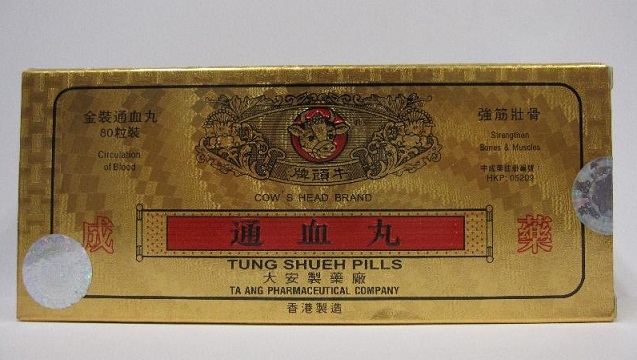 金裝通血丸
80粒裝
Circulation
of Blood
牌頭牛
®
COW'S HEAD BRAND
強筋壯骨
Strengthen
Bones & Muscles
中成藥註冊編號:
HKP: 05209
成
藥
通血丸
TUNG SHUEH PILLS
大安製藥廠
TA ANG PHARMACEUTICAL COMPANY
香港製造